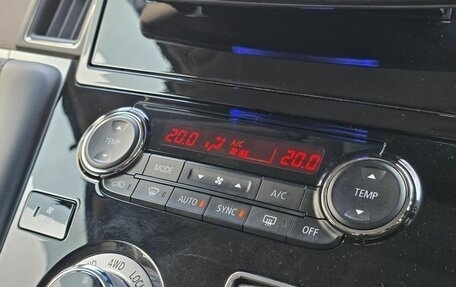 20.0 A/C 20.0
TEMP
MODE A/C TEMP
AUTO SYNC OFF
4WD LOCK